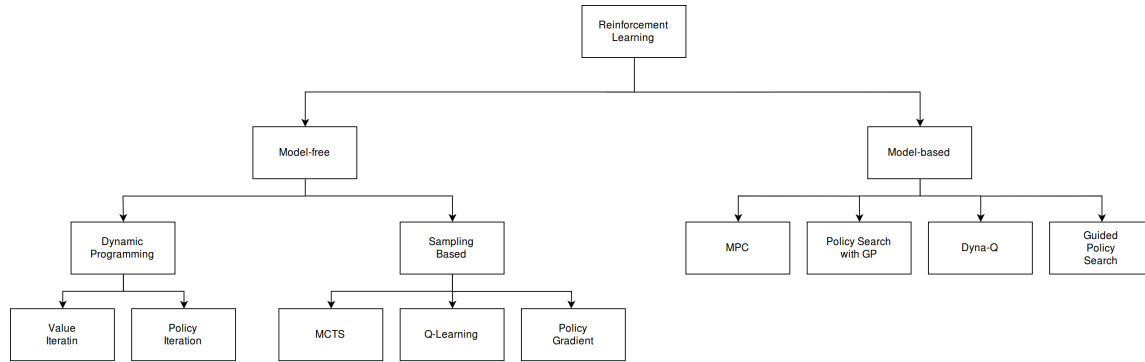 Reinforcement
Learning
Model-free
Model-based
Dynamic
Programming
Sampling
Based
MPC
Policy Search
with GP
Dyna-Q
Guided
Policy
Search
Value
Iteratin
Policy
Iteration
MCTS
Q-Learning
Policy
Gradient